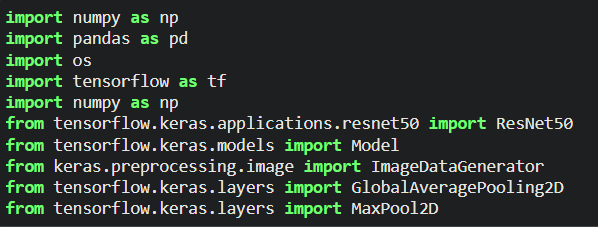 import numpy as np
import pandas as pd
import os
import tensorflow as tf
import numpy as np
from tensorflow.keras.applications.resnet50 import ResNet50
from tensorflow.keras.models import Model
from keras.preprocessing.image import ImageDataGenerator
from tensorflow.keras.layers import GlobalAveragePooling2D
from tensorflow.keras.layers import MaxPool2D